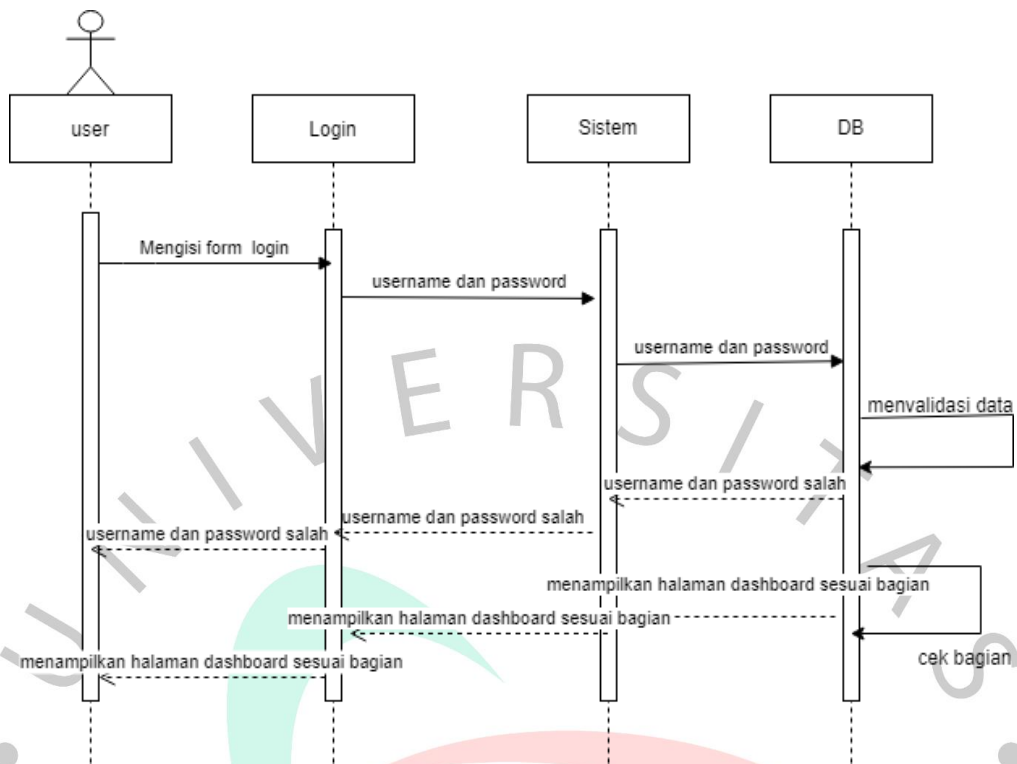 user
Login
Sistem
DB
Mengisi form login
username dan password
username dan password
menvalidasi data
username dan password salah
username dan password salah
username dan password salah
menampilkan halaman dashboard sesuai bagian
menampilkan halaman dashboard sesuai bagian
cek bagian
menampilkan halaman dashboard sesuai bagian
UNIVERSITAS